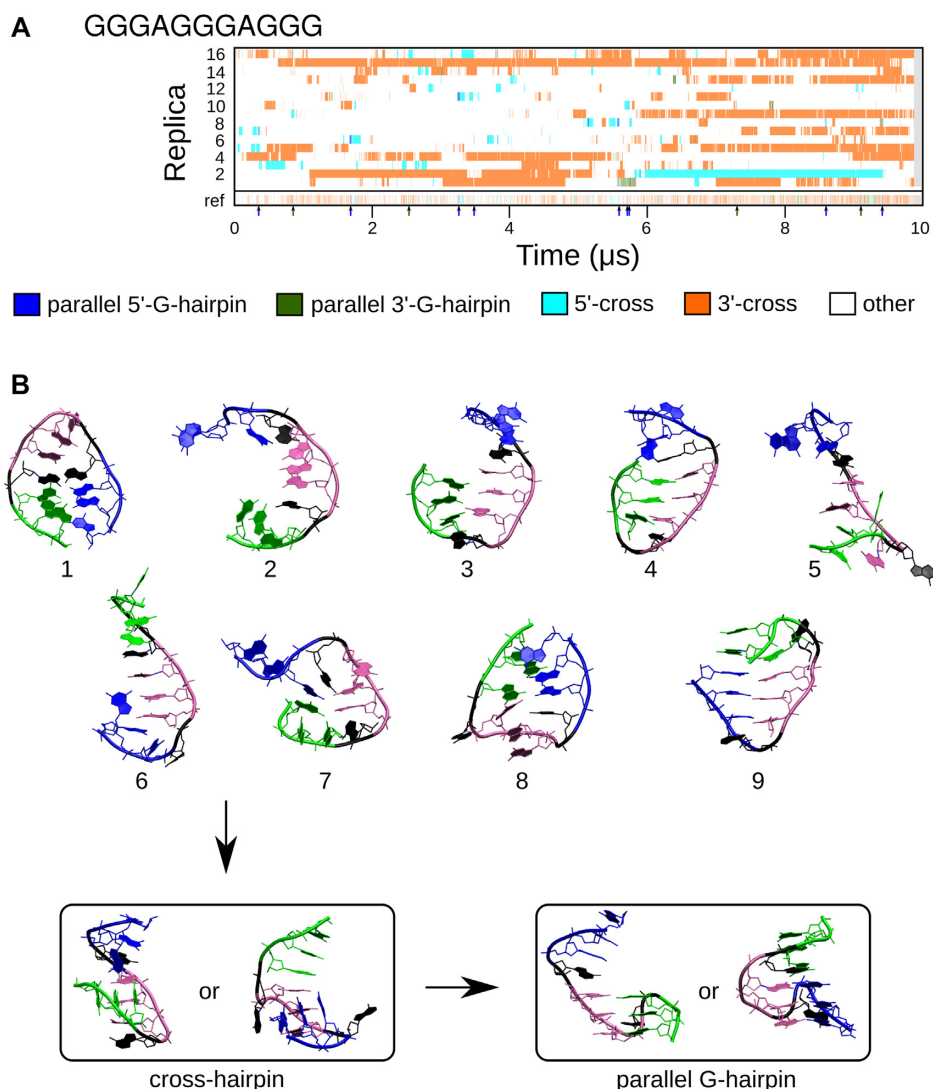 A GGGAGGGAGGG
Replica
16
14
12
10
8
6
4
2
ref
0 2 4 6 8 10
Time (μs)
parallel 5'-G-hairpin parallel 3'-G-hairpin 5'-cross 3'-cross other
B
1 2 3 4 5
6 7 8 9
or or
cross-hairpin parallel G-hairpin